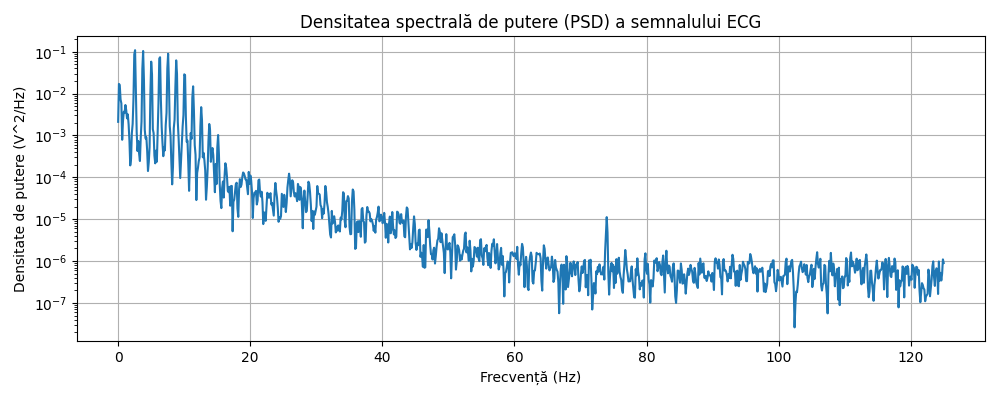 Densitatea spectrală de putere (PSD) a semnalului ECG
Densitate de putere (V^2/Hz)
10⁻¹
10⁻²
10⁻³
10⁻⁴
10⁻⁵
10⁻⁶
10⁻⁷
0 20 40 60 80 100 120
Frecvență (Hz)